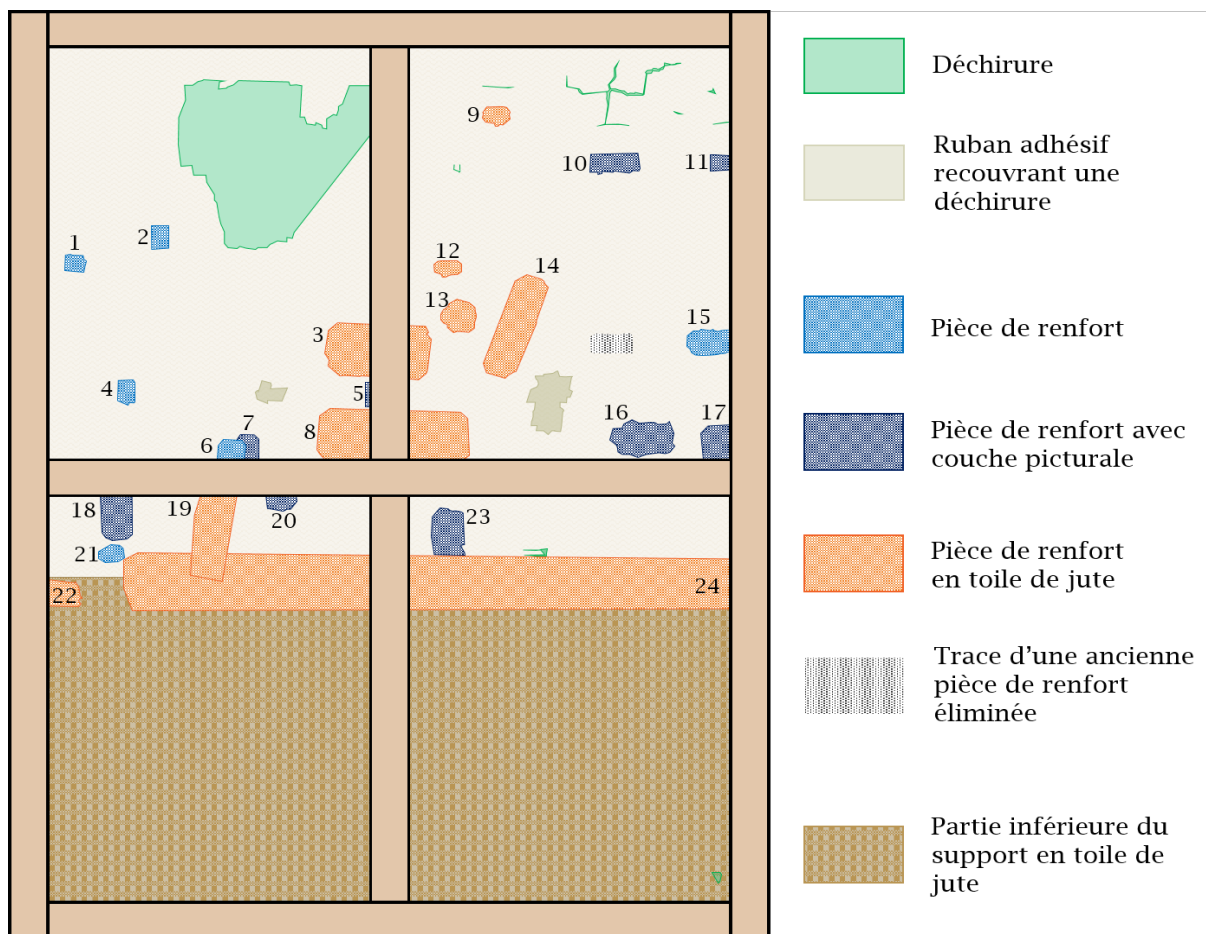 9
10
11
2
1
12
14
13
3
15
4
5
7
16
17
8
6
18
19
20
23
21
22
24
Déchirure
Ruban adhésif
recouvrant une
déchirure
Pièce de renfort
Pièce de renfort avec
couche picturale
Pièce de renfort
en toile de jute
Trace d’une ancienne
pièce de renfort
éliminée
Partie inférieure du
support en toile de
jute